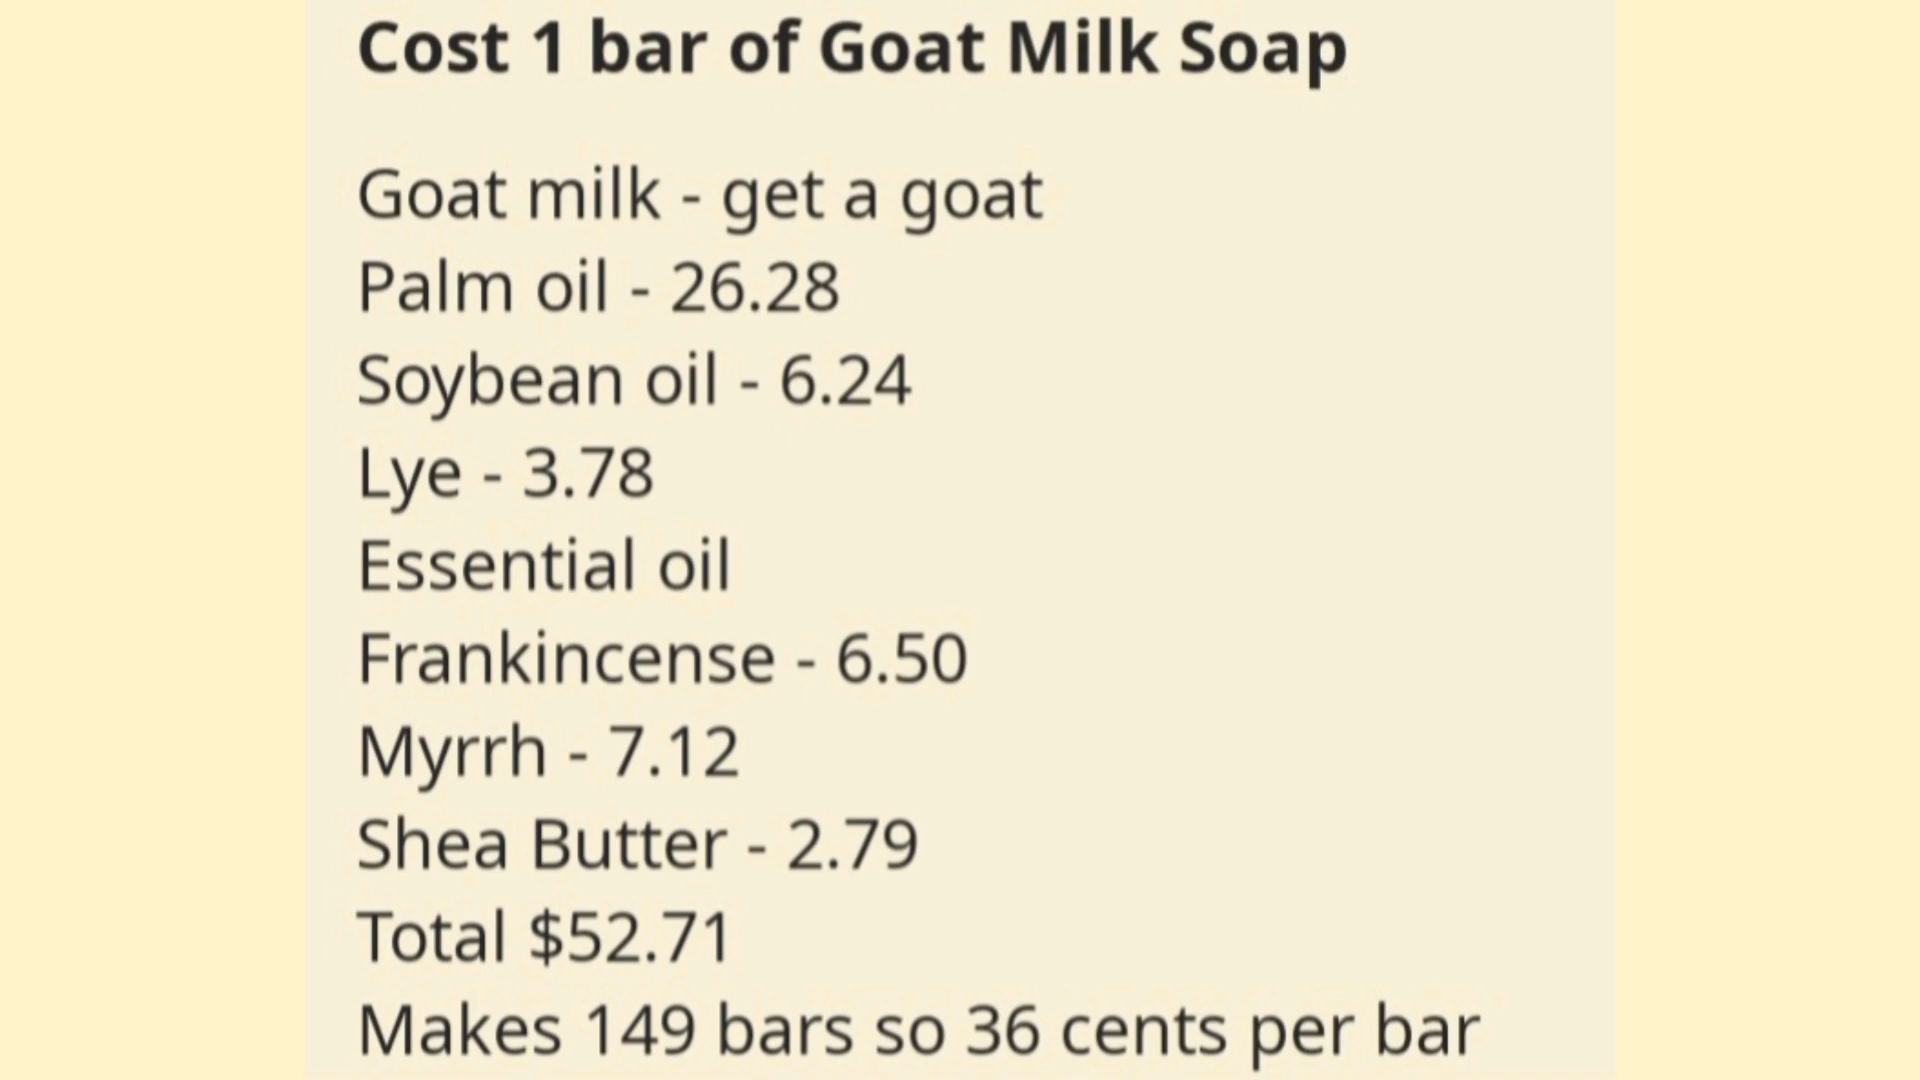 Cost 1 bar of Goat Milk Soap
Goat milk - get a goat
Palm oil - 26.28
Soybean oil - 6.24
Lye - 3.78
Essential oil
Frankincense - 6.50
Myrrh - 7.12
Shea Butter - 2.79
Total $52.71
Makes 149 bars so 36 cents per bar